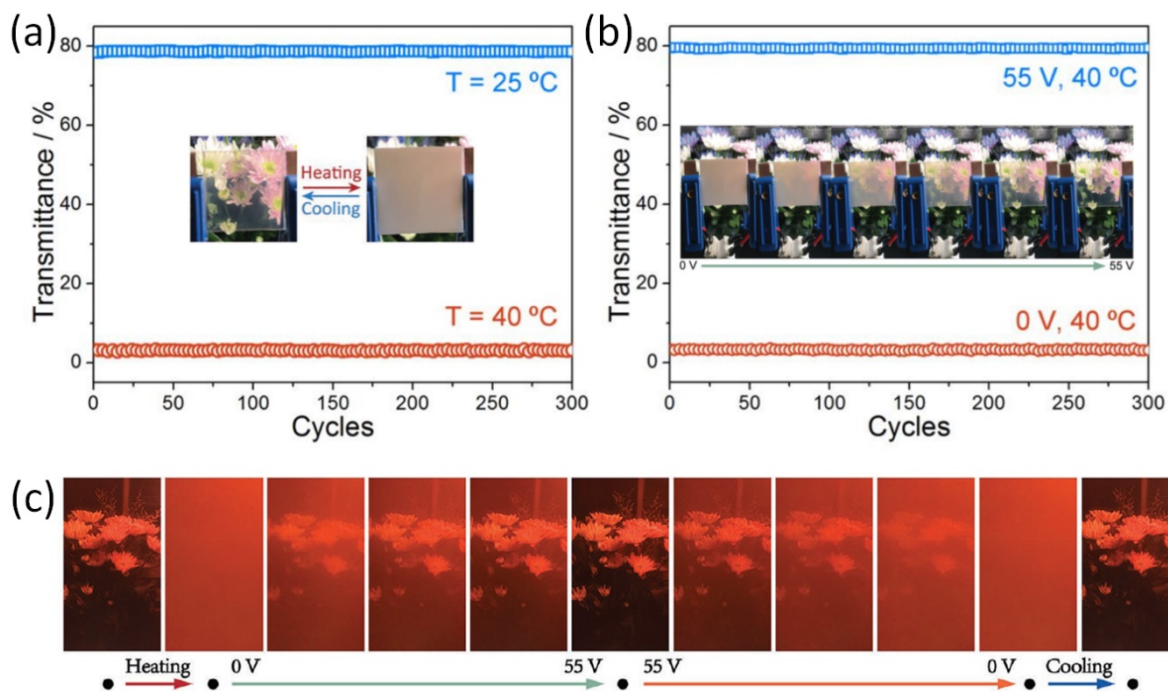 (a)
80
60
40
20
0
Transmittance / %
T = 25 ºC
Heating
Cooling
T = 40 ºC
0 50 100 150 200 250 300
Cycles
(b)
80
60
40
20
0
Transmittance / %
55 V, 40 ºC
0 V 55 V
0 V, 40 ºC
0 50 100 150 200 250 300
Cycles
(c)
Heating 0 V 55 V 55 V 0 V Cooling